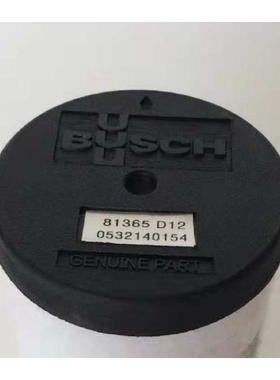 BUSCH
81365 D12
0532140154
GENUINE PART